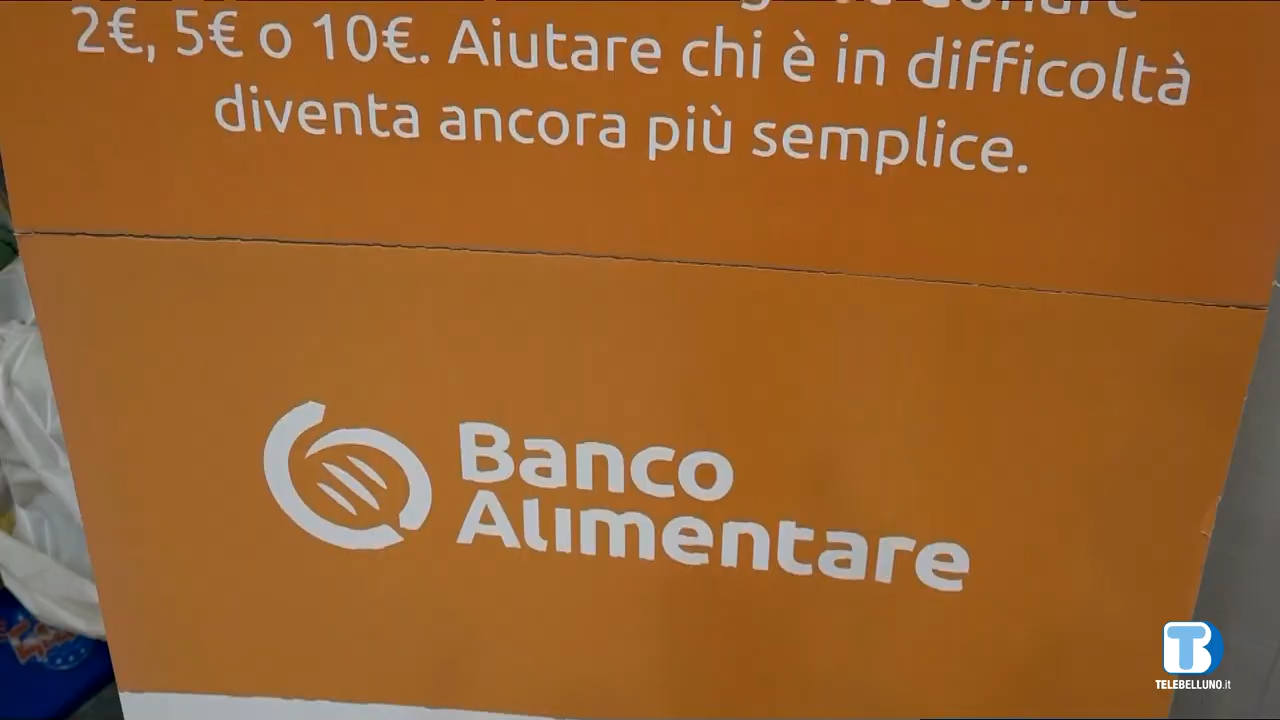 2€, 5€ o 10€. Aiutare chi è in difficoltà
diventa ancora più semplice.
Banco
Alimentare
TELEBELLUNO.it